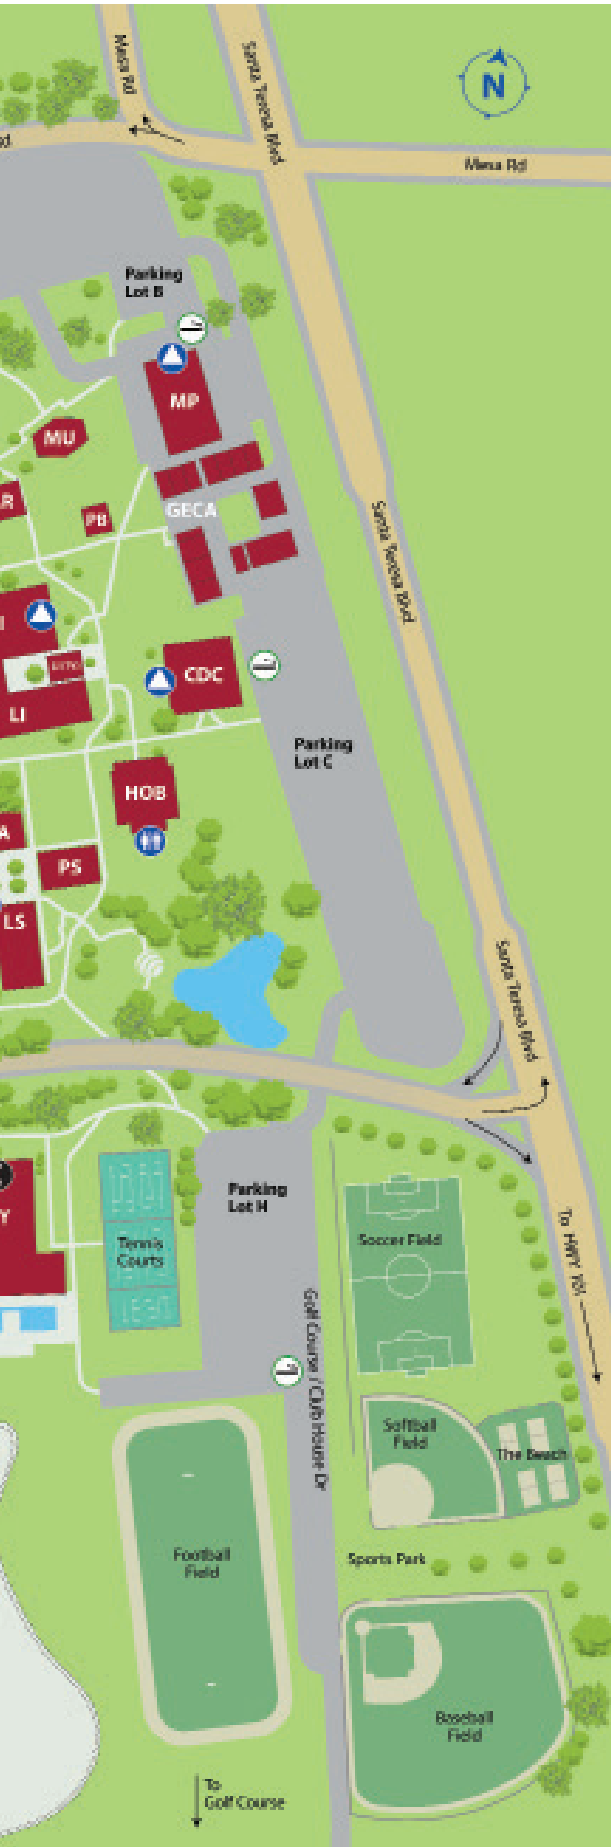 Mesa Rd
Santa Teresa Blvd
N
Rd
Mesa Rd
Parking
Lot B
MP
MU
R
GECA
PB
Santa Teresa Blvd
CDC
LI
Parking
Lot C
HOB
A
PS
LS
Santa Teresa Blvd
Parking
Lot H
Y
Tennis
Courts
Soccer Field
To HWY 101
Golf Course / Club House Dr
Softball
Field
The Beach
Football
Field
Sports Park
Baseball
Field
To
Golf Course